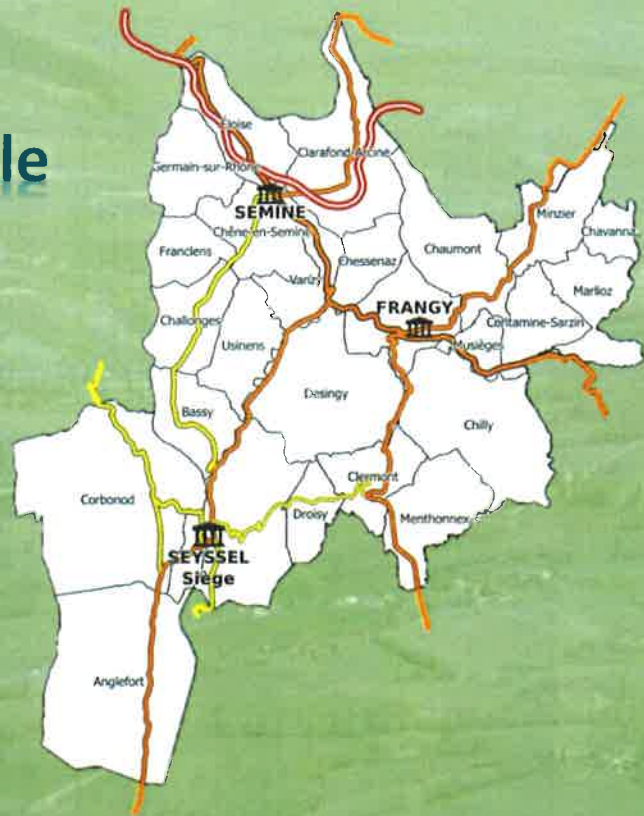 le
Éloise
Clarafond-Arcine
Germain-sur-Rhône
SEMINE
Chêne-en-Semine
Minzier
Chavanna
Franclens
Chessenaz
Chaumont
Vanzy
Marlioz
FRANGY
Challonges
Contamine-Sarzin
Usinens
Musièges
Desingy
Bassy
Chilly
Clermont
Corbonod
Droisy
Menthonnex
SEYSSEL
Siège
Anglefort